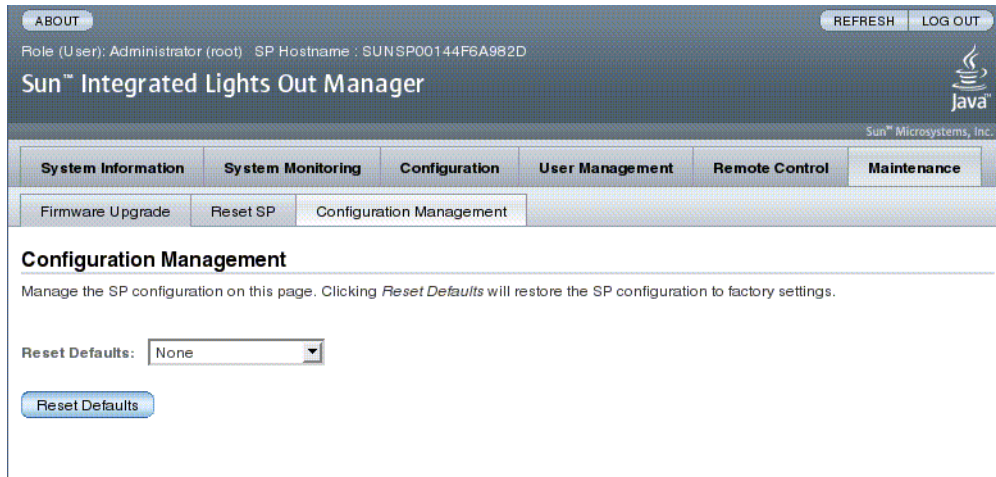 ABOUT
REFRESH LOG OUT
Role (User): Administrator (root) SP Hostname : SUNSP00144F6A982D
Sun™ Integrated Lights Out Manager
Java™
Sun™ Microsystems, Inc.
System Information System Monitoring Configuration User Management Remote Control Maintenance
Firmware Upgrade Reset SP Configuration Management
Configuration Management
Manage the SP configuration on this page. Clicking Reset Defaults will restore the SP configuration to factory settings.
Reset Defaults: None
Reset Defaults